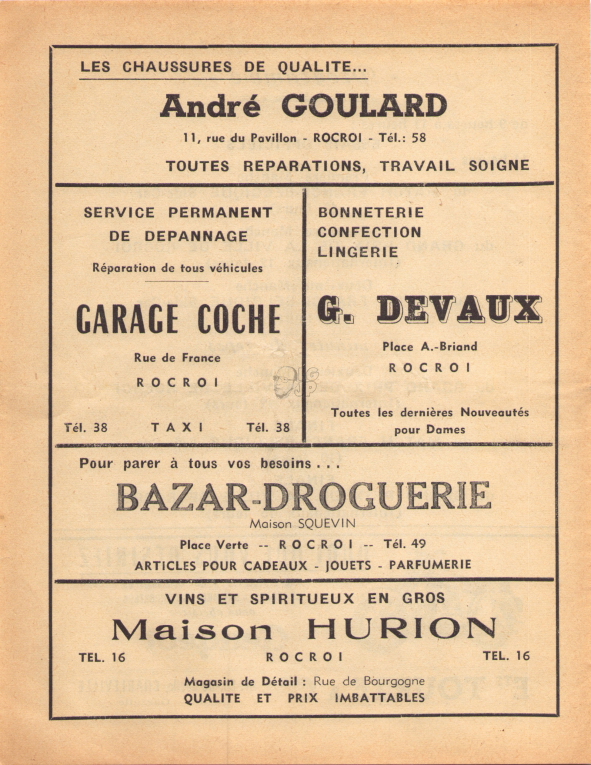 LES CHAUSSURES DE QUALITE...
André GOULARD
11, rue du Pavillon - ROCROI - Tél.: 58
TOUTES REPARATIONS, TRAVAIL SOIGNE
SERVICE PERMANENT
DE DEPANNAGE
Réparation de tous véhicules
GARAGE COCHE
Rue de France
ROCROI
Tél. 38 TAXI Tél. 38
BONNETERIE
CONFECTION
LINGERIE
G. DEVAUX
Place A.-Briand
ROCROI
Toutes les dernières Nouveautés
pour Dames
Pour parer à tous vos besoins...
BAZAR-DROGUERIE
Maison SQUEVIN
Place Verte -- ROCROI -- Tél. 49
ARTICLES POUR CADEAUX - JOUETS - PARFUMERIE
VINS ET SPIRITUEUX EN GROS
Maison HURION
TEL. 16 ROCROI TEL. 16
Magasin de Détail : Rue de Bourgogne
QUALITE ET PRIX IMBATTABLES